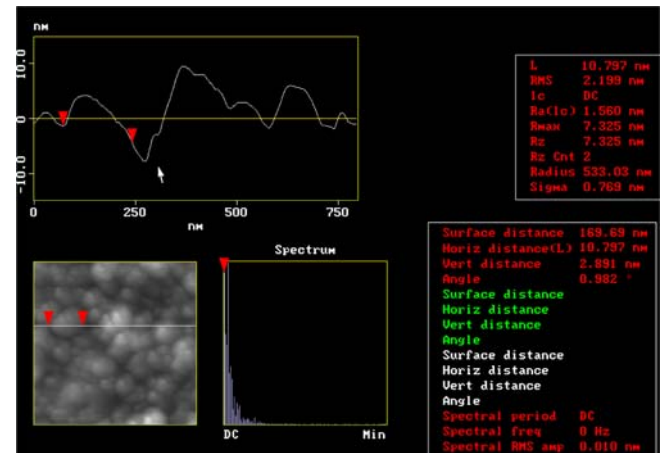 nm
10.0
0
-10.0
0 250 500 750
nm
L 10.797 nm
RMS 2.199 nm
lc DC
Ra(lc) 1.560 nm
Rmax 7.325 nm
Rz 7.325 nm
Rz Cnt 2
Radius 533.03 nm
Sigma 0.769 nm
Spectrum
DC Min
Surface distance 169.69 nm
Horiz distance(L) 10.797 nm
Vert distance 2.891 nm
Angle 0.982 °
Surface distance
Horiz distance
Vert distance
Angle
Surface distance
Horiz distance
Vert distance
Angle
Spectral period DC
Spectral freq 0 Hz
Spectral RMS amp 0.010 nm